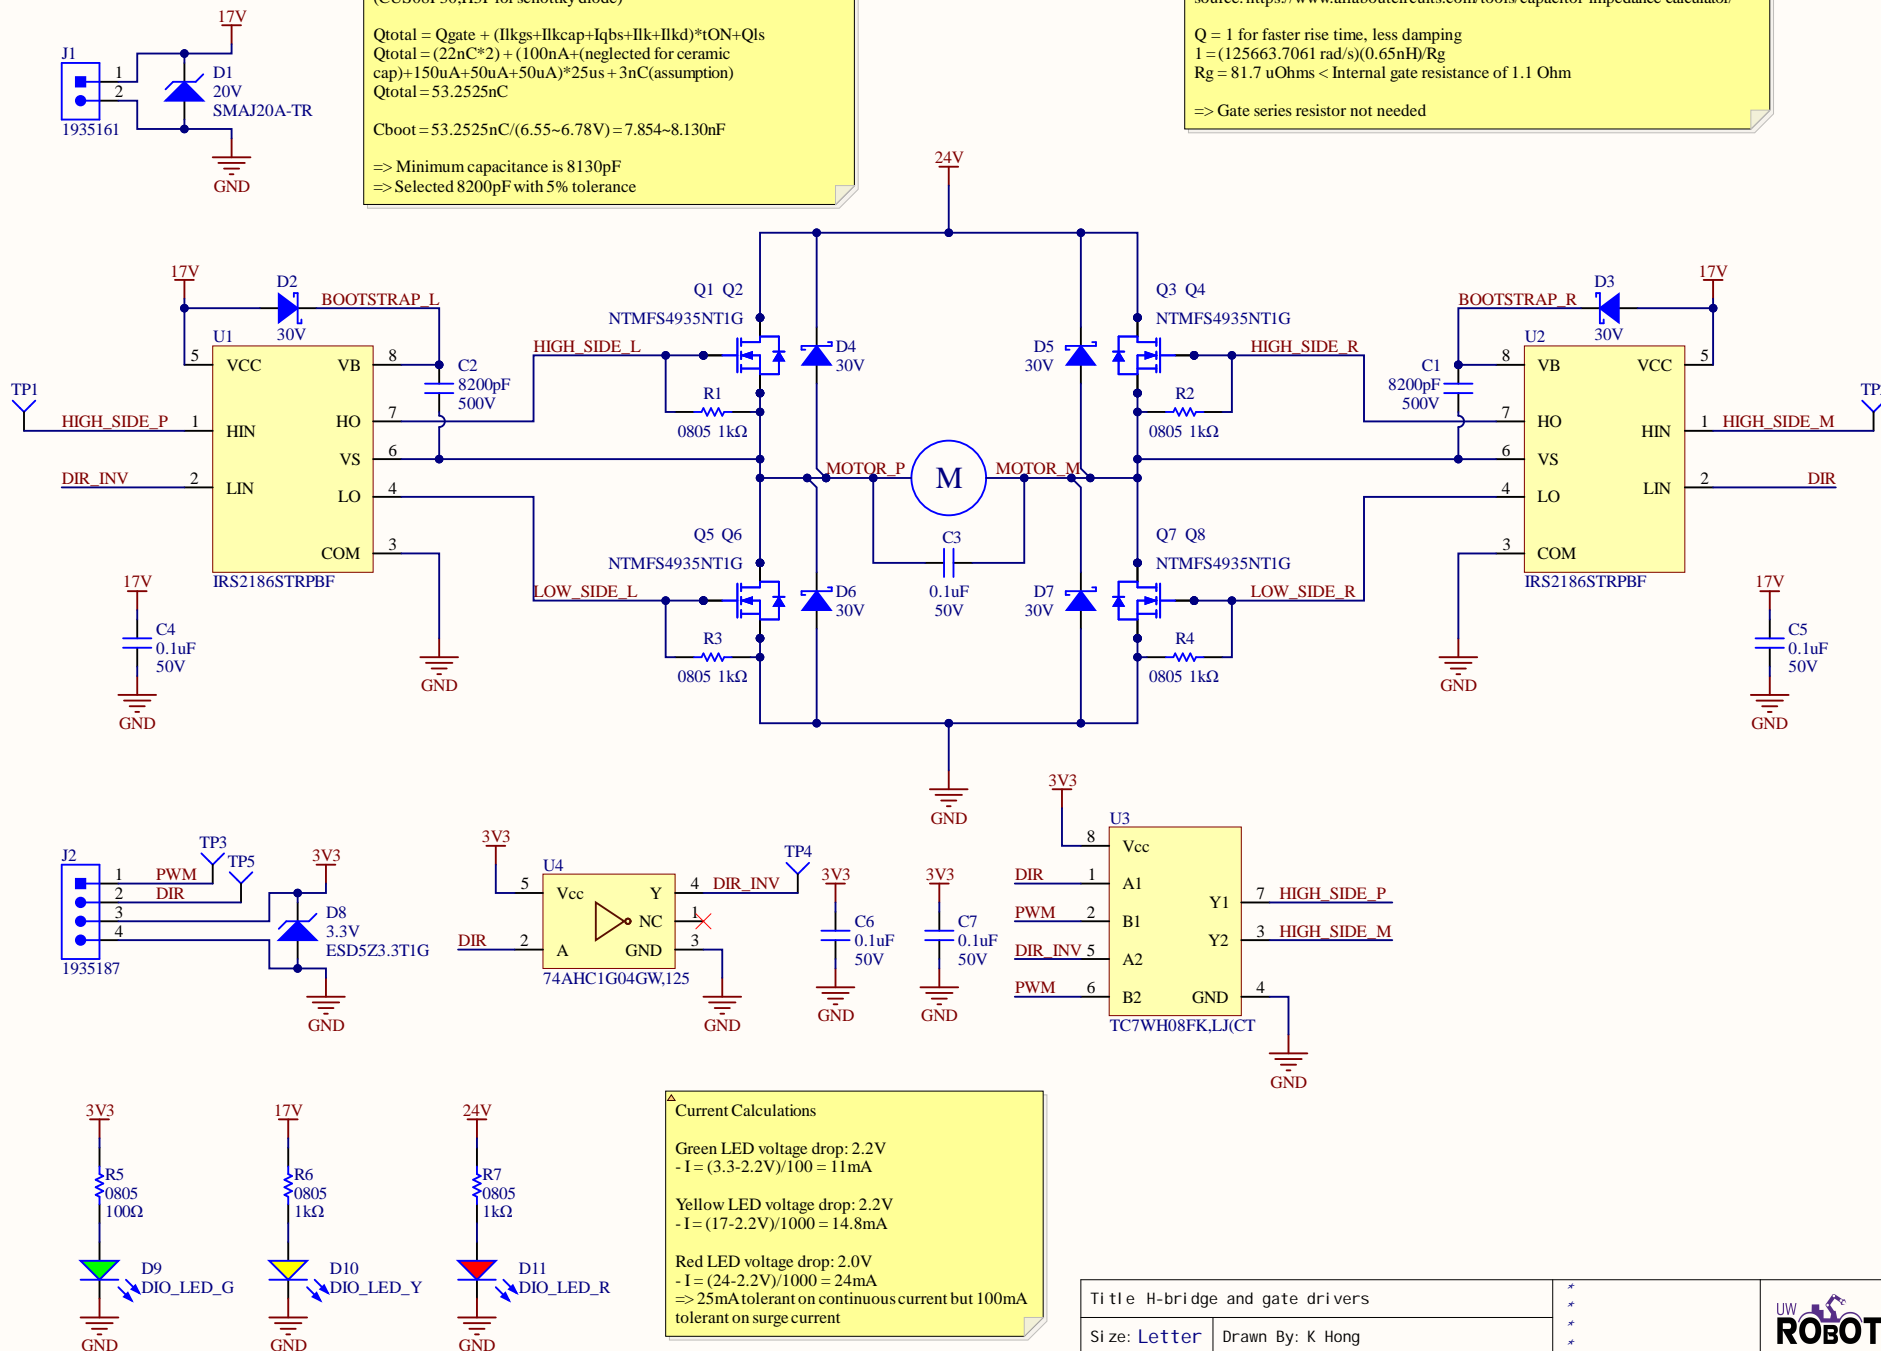 (CUS08F30,H3F for schottky diode)
Qtotal = Qgate + (Ilkgs+Ilkcap+Iqbs+Ilk+Ilkd)*tON+Qls
Qtotal = (22nC*2) + (100nA+(neglected for ceramic
cap)+150uA+50uA+50uA)*25us + 3nC(assumption)
Qtotal = 53.2525nC
Cboot = 53.2525nC/(6.55~6.78V) = 7.854~8.130nF
=> Minimum capacitance is 8130pF
=> Selected 8200pF with 5% tolerance
source: https://www.allaboutcircuits.com/tools/capacitor-impedance-calculator/
Q = 1 for faster rise time, less damping
1 = (125663.7061 rad/s)(0.65nH)/Rg
Rg = 81.7 uOhms < Internal gate resistance of 1.1 Ohm
=> Gate series resistor not needed
17V
J1
1
2
1935161
D1
20V
SMAJ20A-TR
GND
24V
17V
D2
30V
BOOTSTRAP_L
U1
5 VCC
VB 8
C2
8200pF
500V
TP1
HIGH_SIDE_P 1 HIN
HO 7
VS 6
DIR_INV 2 LIN
LO 4
COM 3
IRS2186STRPBF
GND
17V
C4
0.1uF
50V
GND
Q1 Q2
NTMFS4935NT1G
HIGH_SIDE_L
R1
0805 1kΩ
D4
30V
Q3 Q4
NTMFS4935NT1G
HIGH_SIDE_R
R2
0805 1kΩ
D5
30V
MOTOR_P
M
MOTOR_M
C3
0.1uF
50V
Q5 Q6
NTMFS4935NT1G
LOW_SIDE_L
R3
0805 1kΩ
D6
30V
Q7 Q8
NTMFS4935NT1G
LOW_SIDE_R
R4
0805 1kΩ
D7
30V
GND
BOOTSTRAP_R
D3
30V
17V
U2
8 VB
VCC 5
C1
8200pF
500V
7 HO
HIN 1 HIGH_SIDE_M
6 VS
4 LO
LIN 2 DIR
3 COM
IRS2186STRPBF
GND
17V
C5
0.1uF
50V
GND
J2
1 PWM
2 DIR
3
4
1935187
TP3
TP5
3V3
D8
3.3V
ESD5Z3.3T1G
GND
3V3
U4
5 Vcc
Y 4 DIR_INV
TP4
NC 1
DIR 2 A
GND 3
74AHC1G04GW,125
GND
3V3
C6
0.1uF
50V
GND
3V3
C7
0.1uF
50V
GND
3V3
U3
8 Vcc
DIR 1 A1
PWM 2 B1
DIR_INV 5 A2
PWM 6 B2
Y1 7 HIGH_SIDE_P
Y2 3 HIGH_SIDE_M
GND 4
TC7WH08FK,LJ(CT
GND
3V3
R5
0805
100Ω
D9
DIO_LED_G
GND
17V
R6
0805
1kΩ
D10
DIO_LED_Y
GND
24V
R7
0805
1kΩ
D11
DIO_LED_R
GND
Current Calculations
Green LED voltage drop: 2.2V
- I = (3.3-2.2V)/100 = 11mA
Yellow LED voltage drop: 2.2V
- I = (17-2.2V)/1000 = 14.8mA
Red LED voltage drop: 2.0V
- I = (24-2.2V)/1000 = 24mA
=> 25mA tolerant on continuous current but 100mA
tolerant on surge current
Title H-bridge and gate drivers
Size: Letter Drawn By: K Hong
*
*
*
*
UW
ROBOT